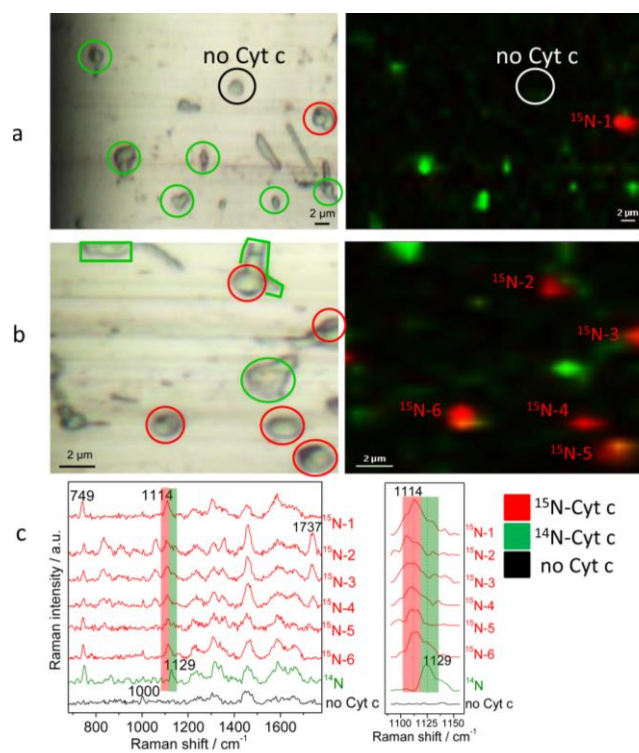 a
no Cyt c
2 µm
no Cyt c
¹⁵N-1
2 µm
b
2 µm
¹⁵N-2
¹⁵N-3
¹⁵N-6
¹⁵N-4
¹⁵N-5
2 µm
c
Raman intensity / a.u.
749
1114
1737
1129
1000
¹⁵N-1
¹⁵N-2
¹⁵N-3
¹⁵N-4
¹⁵N-5
¹⁵N-6
¹⁴N
no Cyt c
800 1000 1200 1400 1600
Raman shift / cm⁻¹
1114
¹⁵N-1
¹⁵N-2
¹⁵N-3
¹⁵N-4
¹⁵N-5
¹⁵N-6
1129
¹⁴N
no Cyt c
1100 1125 1150
Raman shift / cm⁻¹
¹⁵N-Cyt c
¹⁴N-Cyt c
no Cyt c